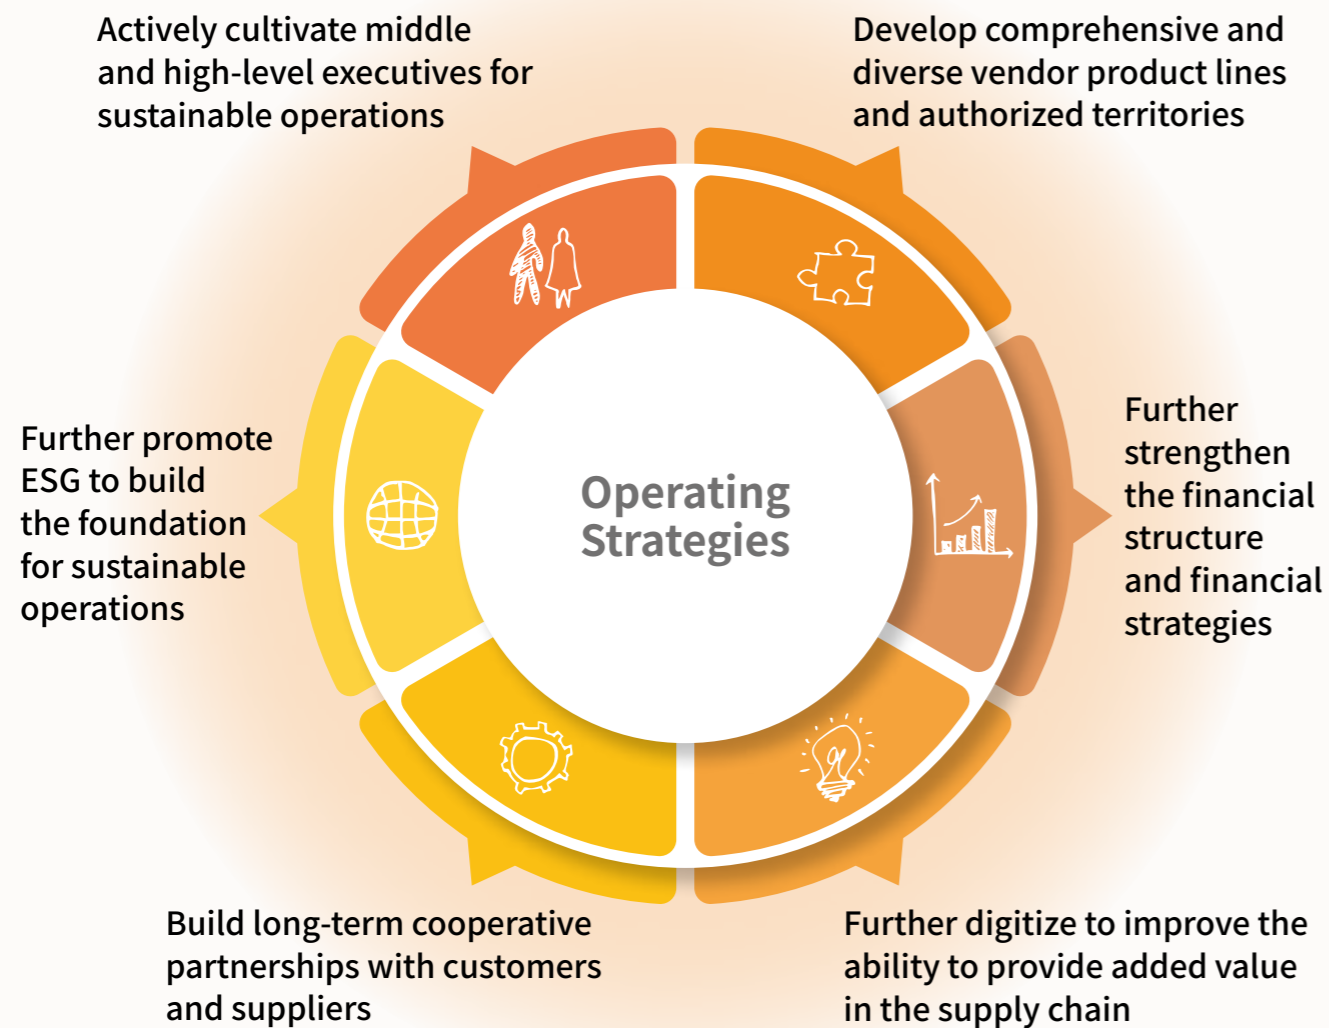 Actively cultivate middle
and high-level executives for
sustainable operations
Develop comprehensive and
diverse vendor product lines
and authorized territories
Further promote
ESG to build
the foundation
for sustainable
operations
Operating
Strategies
Further
strengthen
the financial
structure
and financial
strategies
Build long-term cooperative
partnerships with customers
and suppliers
Further digitize to improve the
ability to provide added value
in the supply chain